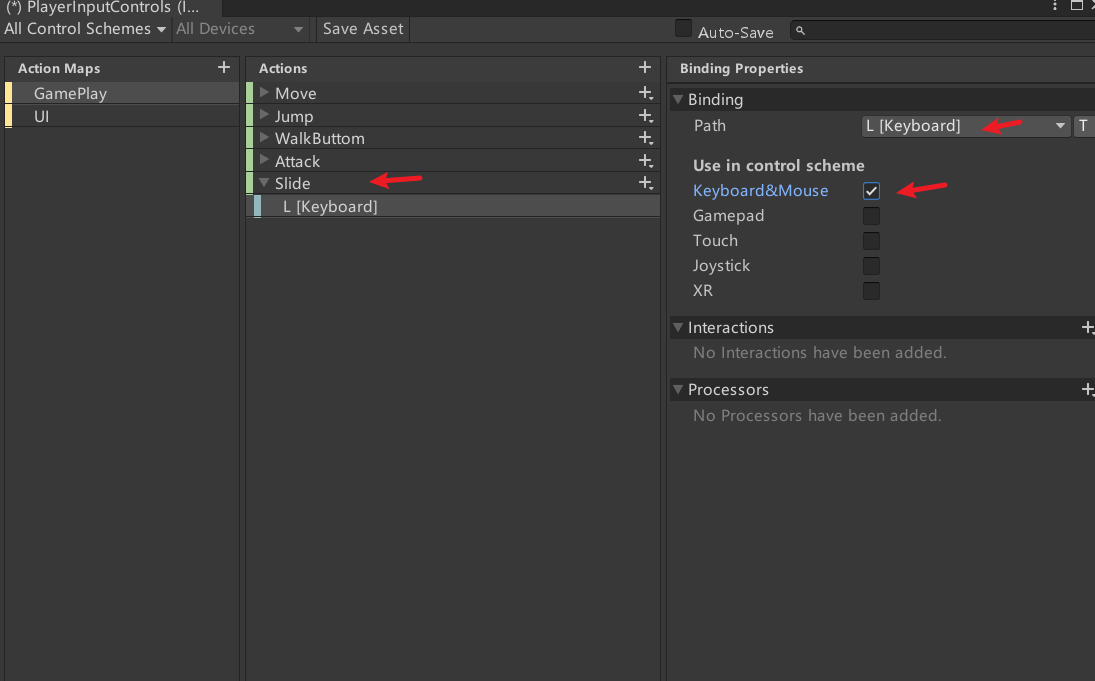 (*) PlayerInputControls (I...
All Control Schemes All Devices Save Asset Auto-Save
Action Maps
GamePlay
UI
Actions
Move
Jump
WalkButtom
Attack
Slide
L [Keyboard]
Binding Properties
Binding
Path L [Keyboard] T
Use in control scheme
Keyboard&Mouse
Gamepad
Touch
Joystick
XR
Interactions
No Interactions have been added.
Processors
No Processors have been added.